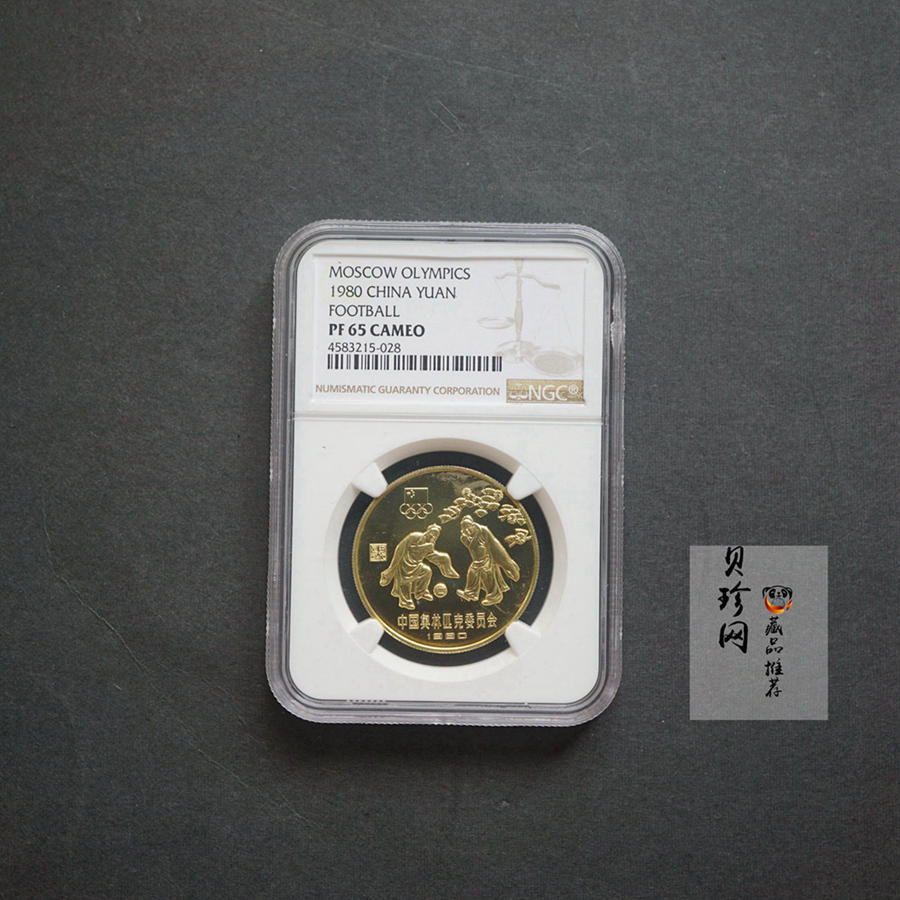 MOSCOW OLYMPICS
1980 CHINA YUAN
FOOTBALL
PF 65 CAMEO
4583215-028
NUMISMATIC GUARANTY CORPORATION
NGC®
中国奥林匹克委员会
1980
贝珍网
藏品推荐